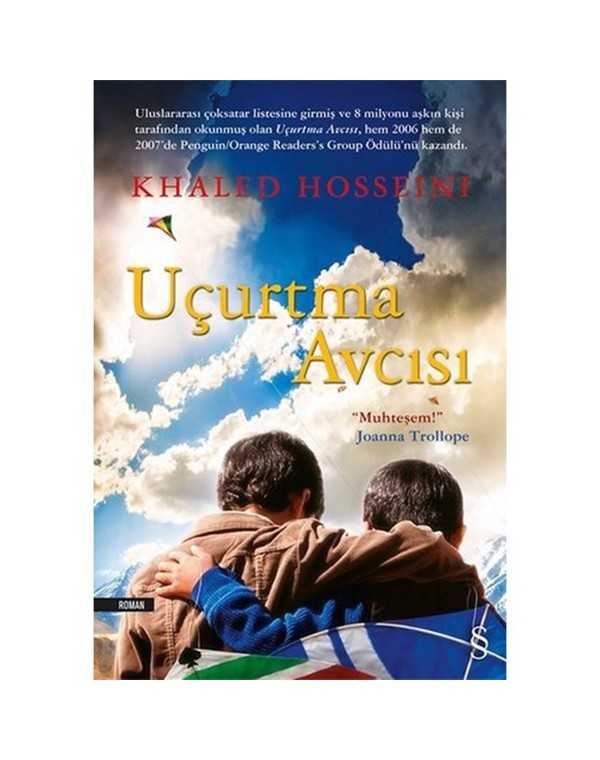 Uluslararası çoksatar listesine girmiş ve 8 milyonu aşkın kişi
tarafından okunmuş olan Uçurtma Avcısı, hem 2006 hem de
2007'de Penguin/Orange Readers's Group Ödülü'nü kazandı.
KHALED HOSSEINI
Uçurtma
Avcısı
"Muhteşem!"
Joanna Trollope
ROMAN